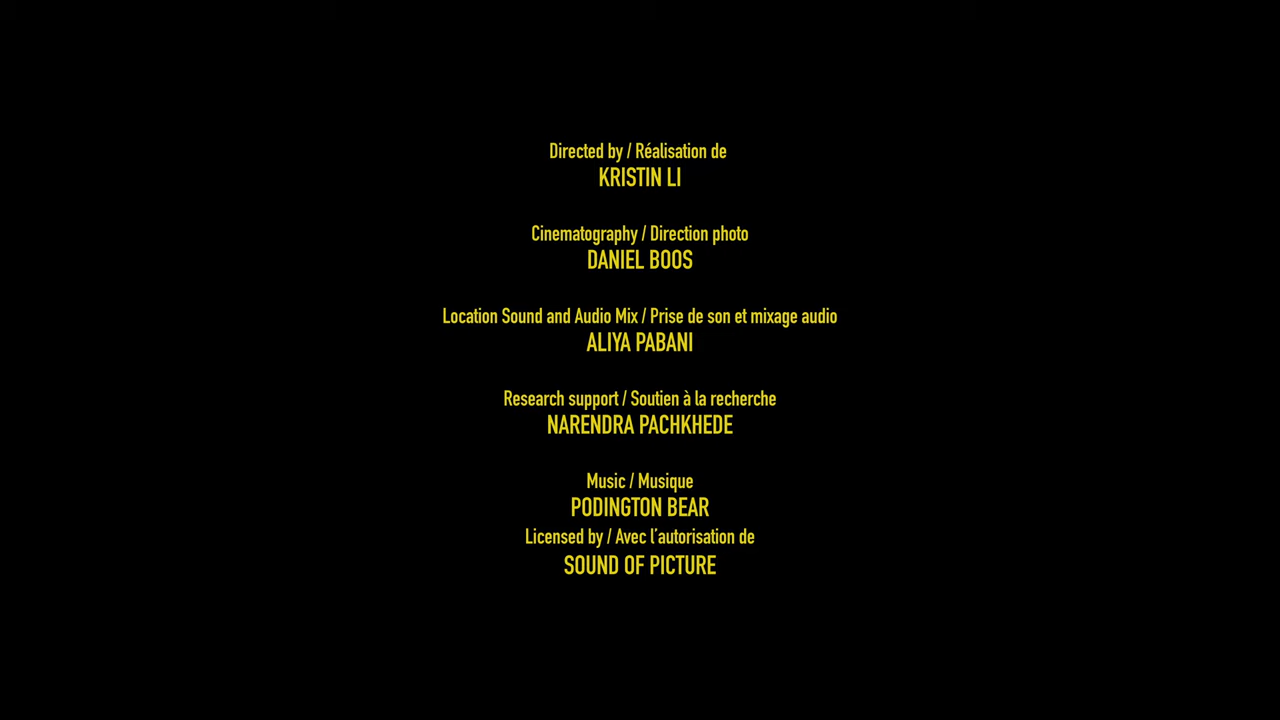 Directed by / Réalisation de
KRISTIN LI
Cinematography / Direction photo
DANIEL BOOS
Location Sound and Audio Mix / Prise de son et mixage audio
ALIYA PABANI
Research support / Soutien à la recherche
NARENDRA PACHKHEDE
Music / Musique
PODINGTON BEAR
Licensed by / Avec l’autorisation de
SOUND OF PICTURE